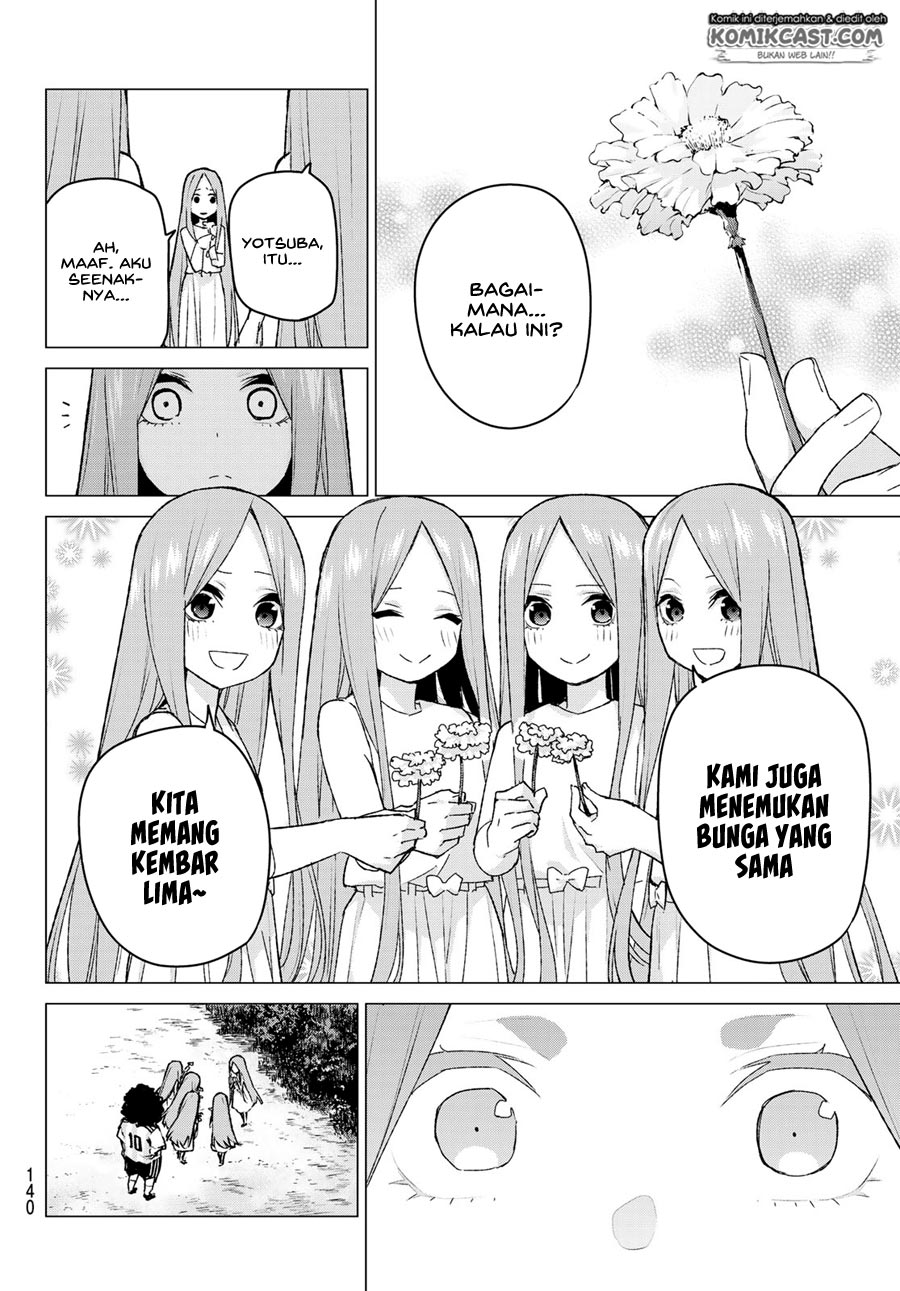 Komik ini diterjemahkan & diedit oleh
KOMIKCAST.COM
BUKAN WEB LAIN!!
BAGAI-
MANA...
KALAU INI?
YOTSUBA,
ITU...
AH,
MAAF. AKU
SEENAK-
NYA...
KAMI JUGA
MENEMUKAN
BUNGA YANG
SAMA
KITA
MEMANG
KEMBAR
LIMA~
10
140